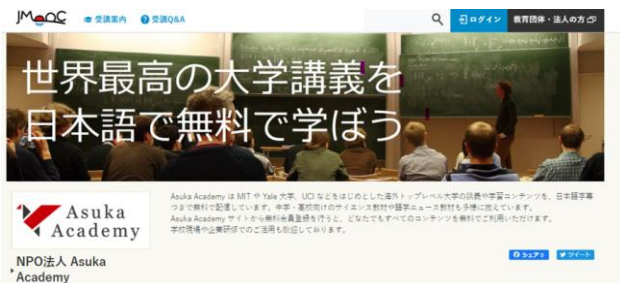 JMOOC
受講案内
受講Q&A
ログイン
教育団体・法人の方
世界最高の大学講義を
日本語で無料で学ぼう
Asuka Academy は MIT や Yale 大学、UCI などをはじめとした海外トップレベル大学の講義や学習コンテンツを、日本語字幕
つきで無料で配信しています。中学・高校向けのサイエンス教材や語学ニュース教材も多様に揃えています。
Asuka Academy サイトから無料会員登録を行うと、どなたでもすべてのコンテンツを無料でご利用いただけます。
学校現場や企業研修でのご活用も歓迎しております。
Asuka
Academy
NPO法人 Asuka
Academy
シェア
ツイート